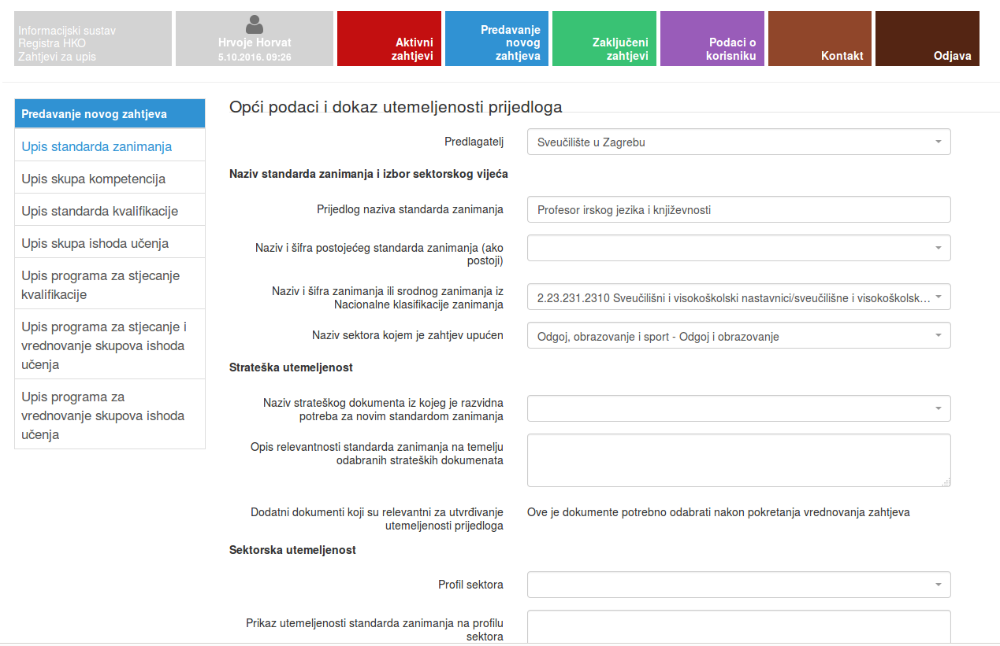 Informacijski sustav
Registra HKO
Zahtjevi za upis
Hrvoje Horvat
5.10.2016. 09:26
Aktivni
zahtjevi
Predavanje
novog
zahtjeva
Zaključeni
zahtjevi
Podaci o
korisniku
Kontakt
Odjava
Predavanje novog zahtjeva
Upis standarda zanimanja
Upis skupa kompetencija
Upis standarda kvalifikacije
Upis skupa ishoda učenja
Upis programa za stjecanje
kvalifikacije
Upis programa za stjecanje i
vrednovanje skupova ishoda
učenja
Upis programa za
vrednovanje skupova ishoda
učenja
Opći podaci i dokaz utemeljenosti prijedloga
Predlagatelj
Sveučilište u Zagrebu
Naziv standarda zanimanja i izbor sektorskog vijeća
Prijedlog naziva standarda zanimanja
Profesor irskog jezika i književnosti
Naziv i šifra postojećeg standarda zanimanja (ako
postoji)
Naziv i šifra zanimanja ili srodnog zanimanja iz
Nacionalne klasifikacije zanimanja
2.23.231.2310 Sveučilišni i visokoškolski nastavnici/sveučilišne i visokoškolsk…
Naziv sektora kojem je zahtjev upućen
Odgoj, obrazovanje i sport - Odgoj i obrazovanje
Strateška utemeljenost
Naziv strateškog dokumenta iz kojeg je razvidna
potreba za novim standardom zanimanja
Opis relevantnosti standarda zanimanja na temelju
odabranih strateških dokumenata
Dodatni dokumenti koji su relevantni za utvrđivanje
utemeljenosti prijedloga
Ove je dokumente potrebno odabrati nakon pokretanja vrednovanja zahtjeva
Sektorska utemeljenost
Profil sektora
Prikaz utemeljenosti standarda zanimanja na profilu
sektora